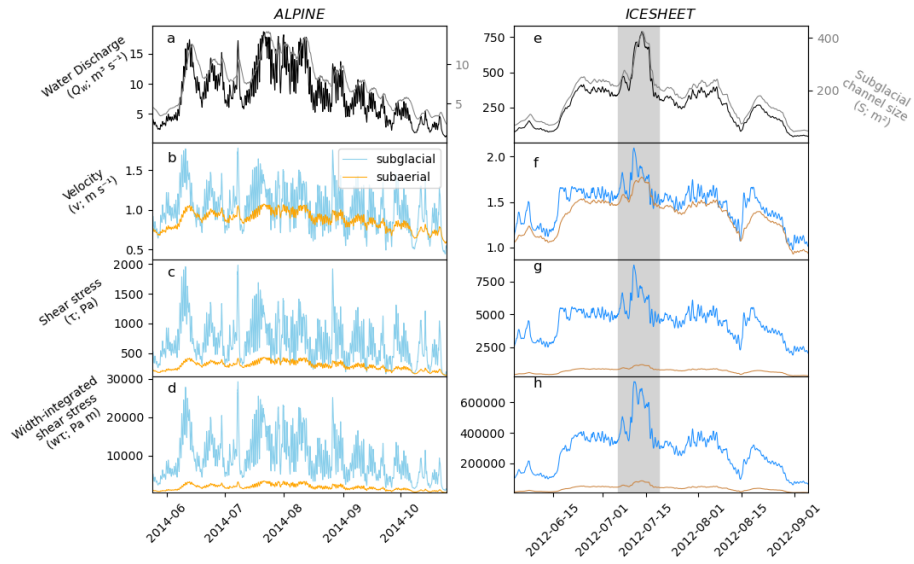 ALPINE
ICESHEET
a
Water Discharge
(Qw; m³ s⁻¹)
15
10
5
10
5
e
750
500
250
400
200
Subglacial
channel size
(S; m²)
b
Velocity
(v; m s⁻¹)
1.5
1.0
0.5
subglacial
subaerial
f
2.0
1.5
1.0
c
Shear stress
(τ; Pa)
2000
1500
1000
500
g
7500
5000
2500
d
Width-integrated
shear stress
(wτ; Pa m)
30000
20000
10000
h
600000
400000
200000
2014-06
2014-07
2014-08
2014-09
2014-10
2012-06-15
2012-07-01
2012-07-15
2012-08-01
2012-08-15
2012-09-01